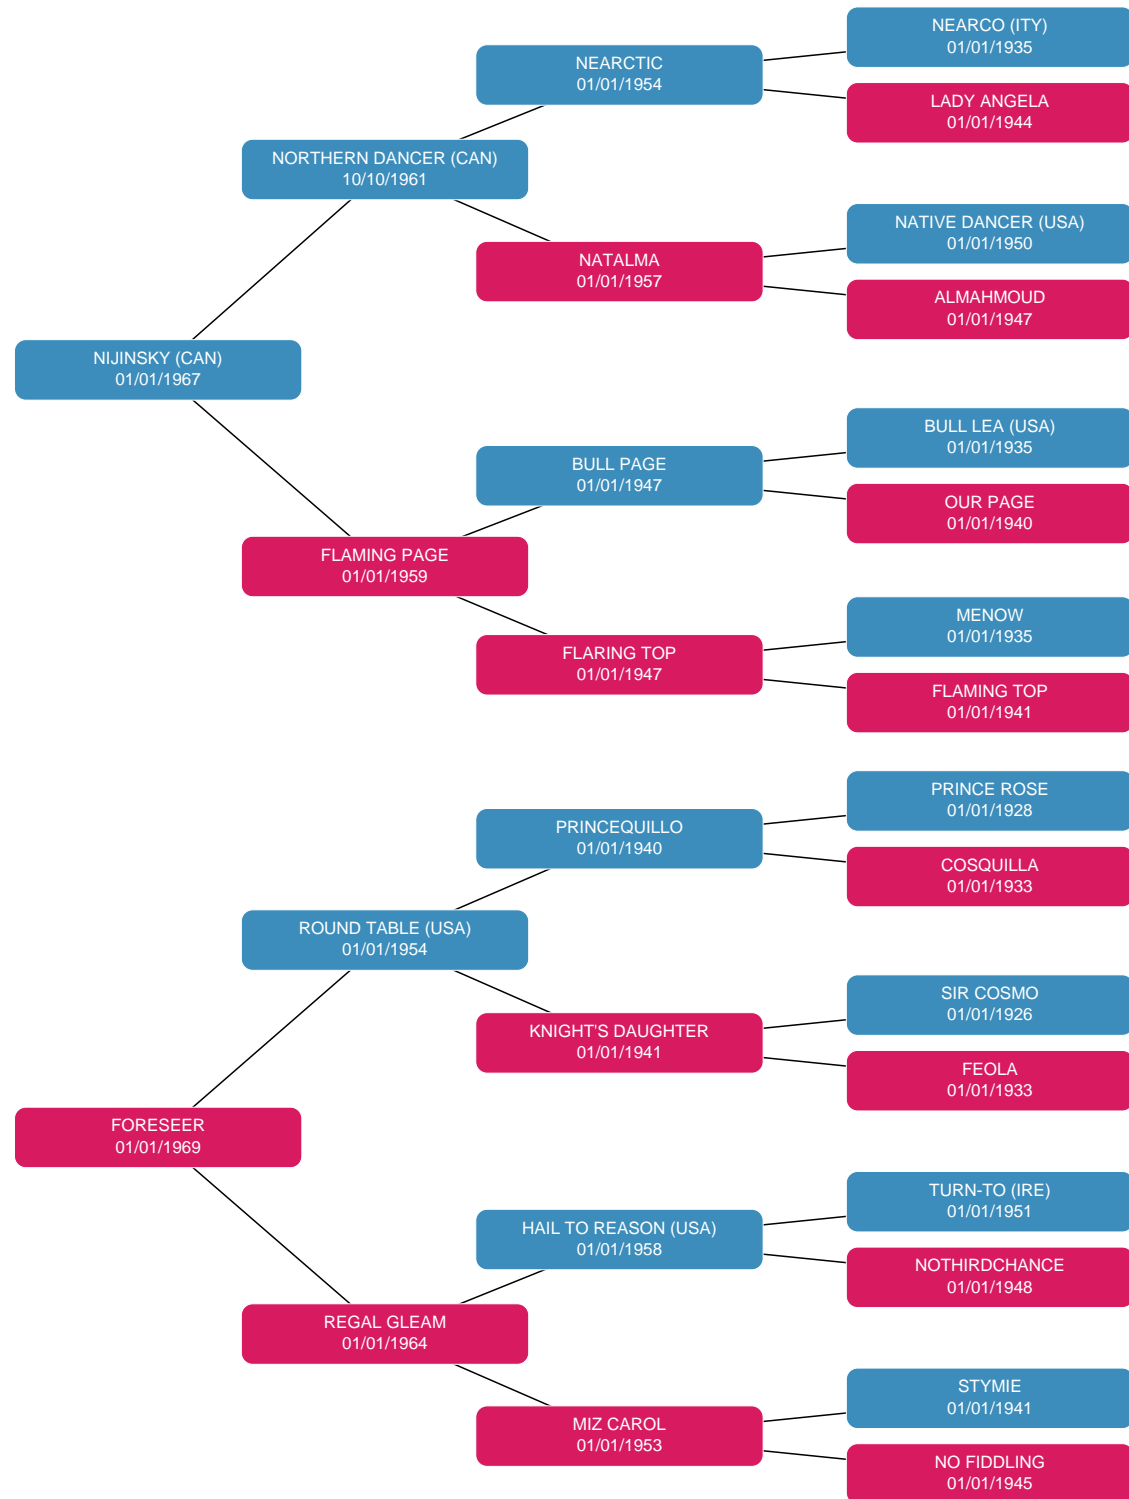 NEARCO (ITY)
01/01/1935
NEARCTIC
01/01/1954
LADY ANGELA
01/01/1944
NORTHERN DANCER (CAN)
10/10/1961
NATIVE DANCER (USA)
01/01/1950
NATALMA
01/01/1957
ALMAHMOUD
01/01/1947
NIJINSKY (CAN)
01/01/1967
BULL LEA (USA)
01/01/1935
BULL PAGE
01/01/1947
OUR PAGE
01/01/1940
FLAMING PAGE
01/01/1959
MENOW
01/01/1935
FLARING TOP
01/01/1947
FLAMING TOP
01/01/1941
PRINCE ROSE
01/01/1928
PRINCEQUILLO
01/01/1940
COSQUILLA
01/01/1933
ROUND TABLE (USA)
01/01/1954
SIR COSMO
01/01/1926
KNIGHT'S DAUGHTER
01/01/1941
FEOLA
01/01/1933
FORESEER
01/01/1969
TURN-TO (IRE)
01/01/1951
HAIL TO REASON (USA)
01/01/1958
NOTHIRDCHANCE
01/01/1948
REGAL GLEAM
01/01/1964
STYMIE
01/01/1941
MIZ CAROL
01/01/1953
NO FIDDLING
01/01/1945